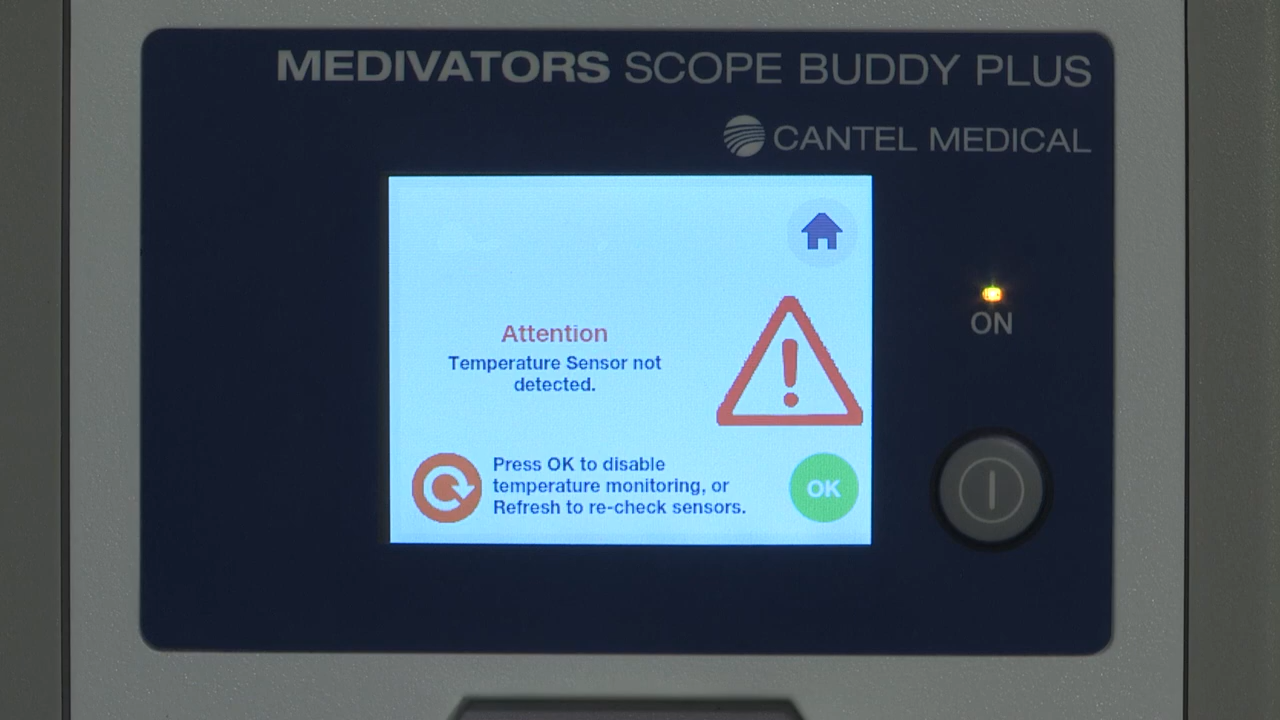 MEDIVATORS SCOPE BUDDY PLUS
CANTEL MEDICAL
Attention
Temperature Sensor not
detected.
Press OK to disable
temperature monitoring, or
Refresh to re-check sensors.
OK
ON